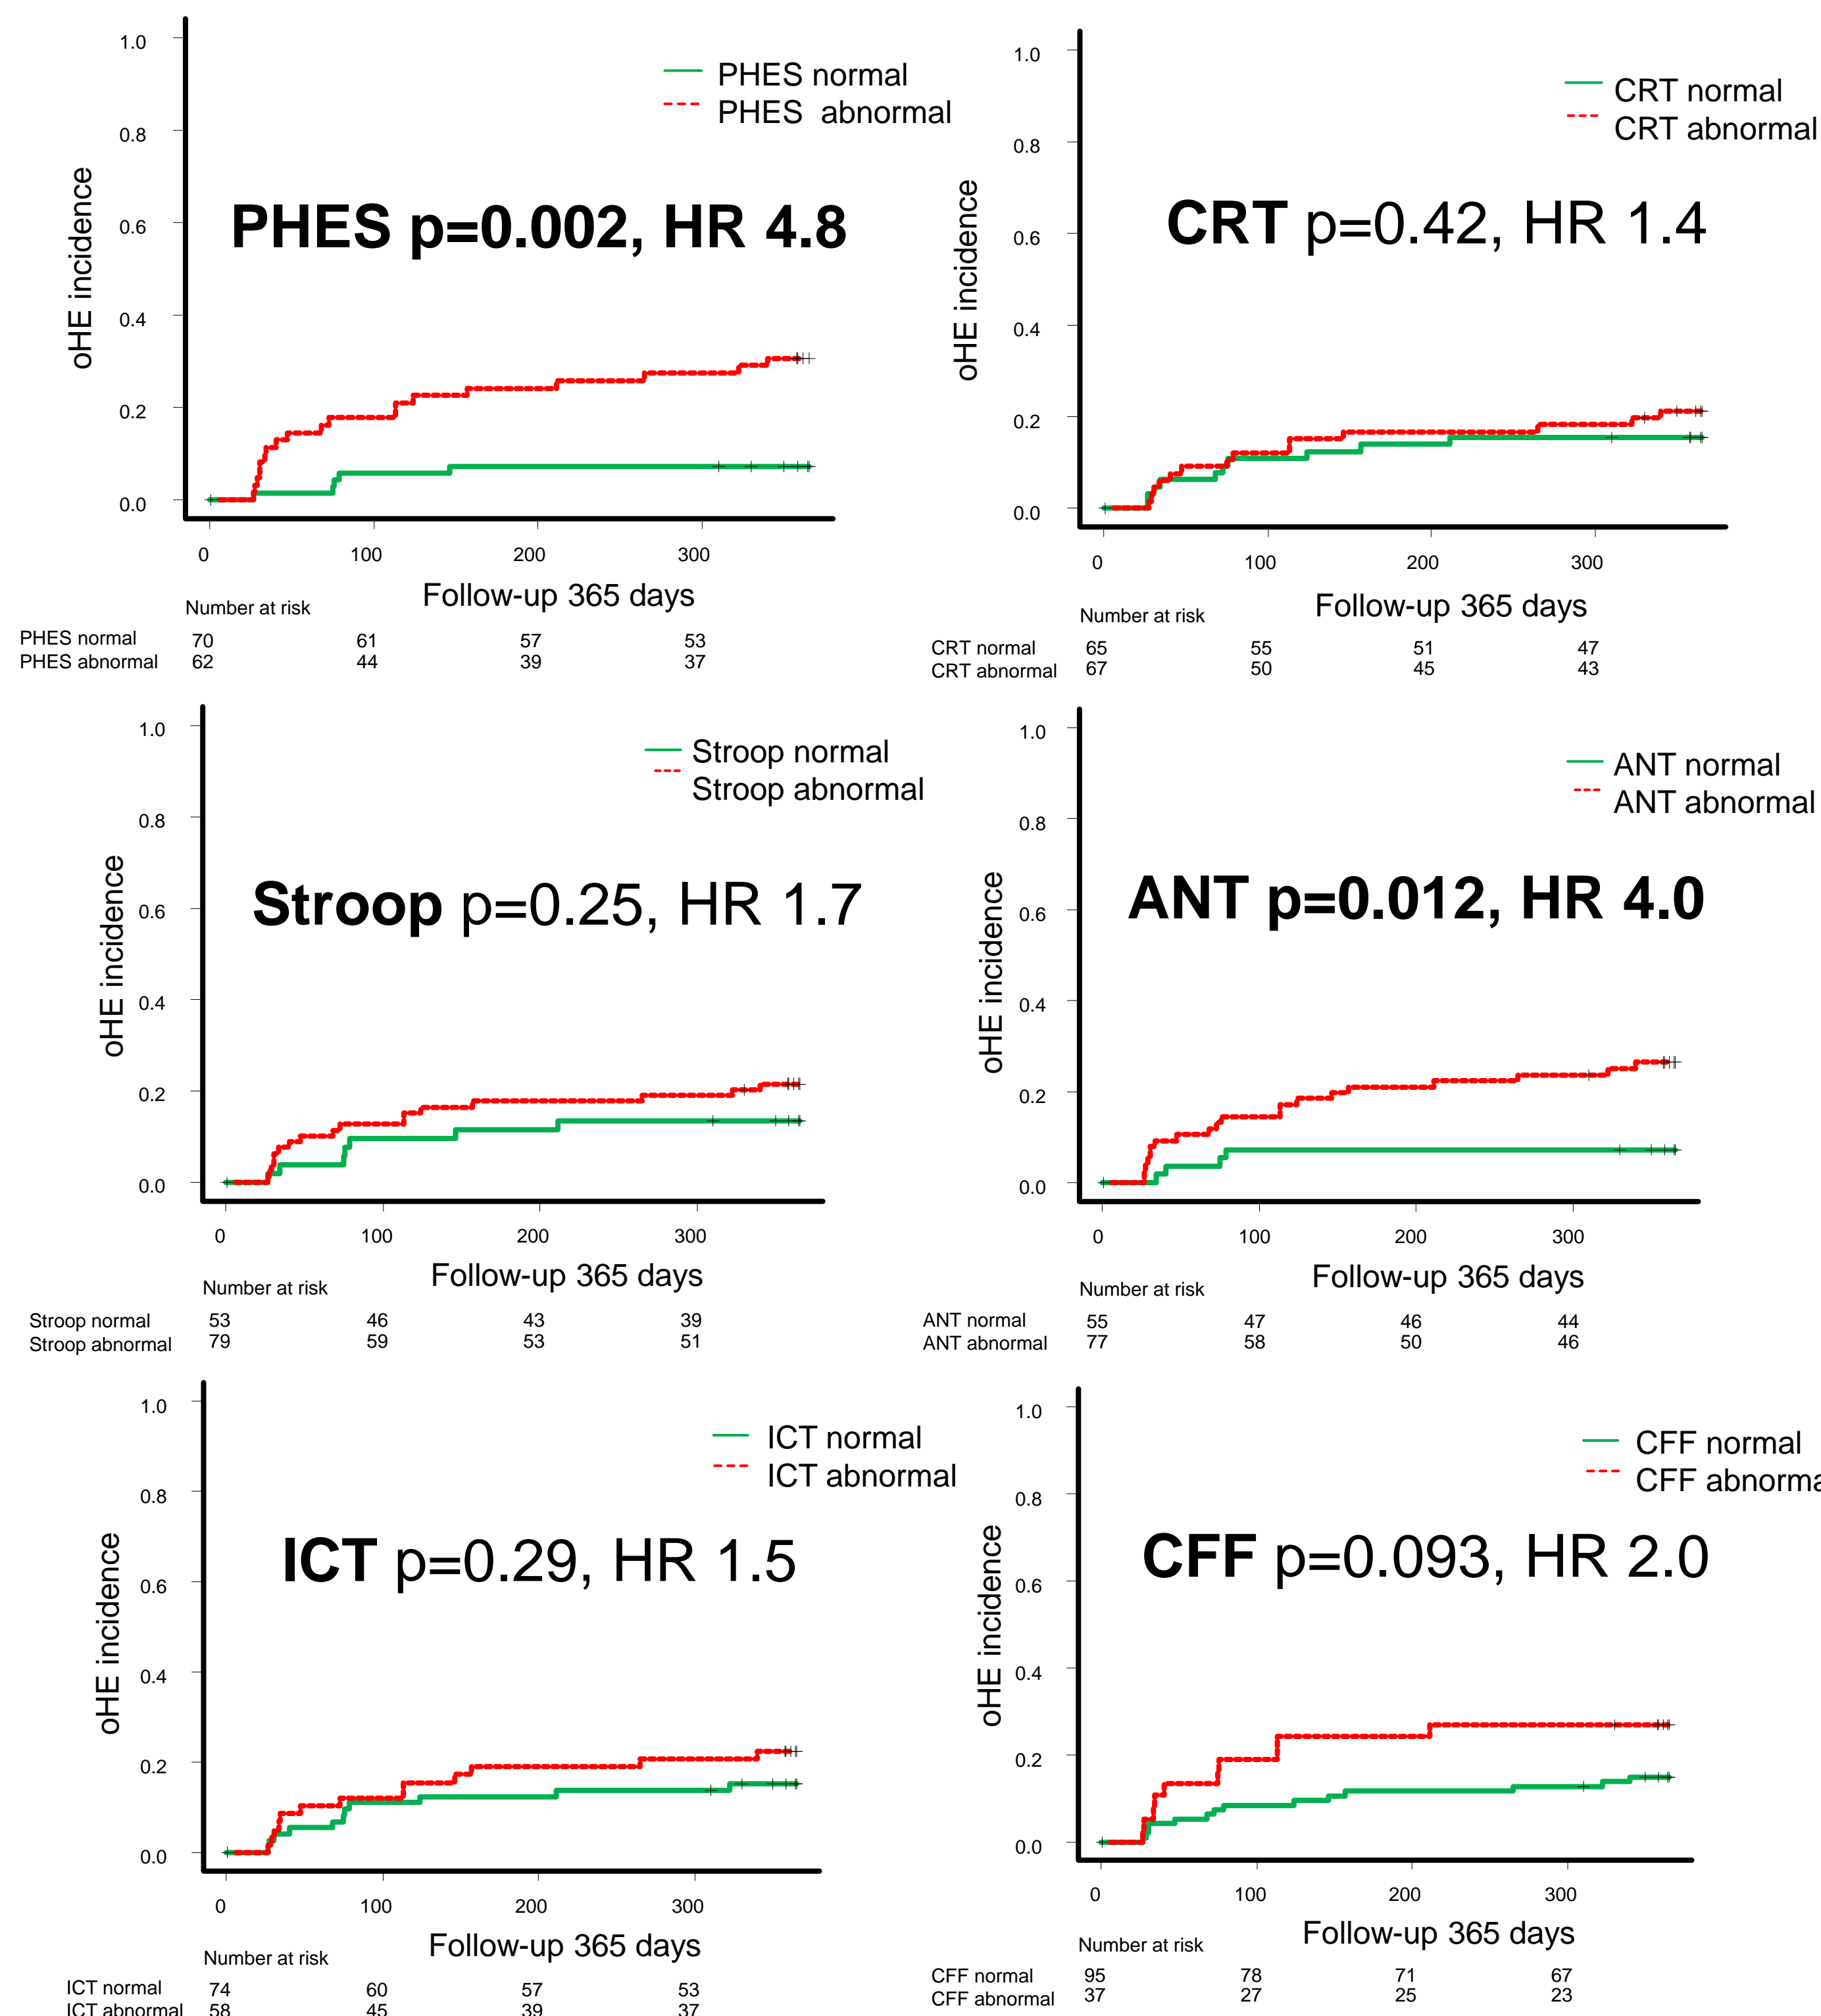 1.0
0.8
0.6
0.4
0.2
0.0
oHE incidence
PHES normal
PHES abnormal
PHES p=0.002, HR 4.8
0 100 200 300
Follow-up 365 days
Number at risk
PHES normal 70 61 57 53
PHES abnormal 62 44 39 37
1.0
0.8
0.6
0.4
0.2
0.0
oHE incidence
CRT normal
CRT abnormal
CRT p=0.42, HR 1.4
0 100 200 300
Follow-up 365 days
Number at risk
CRT normal 65 55 51 47
CRT abnormal 67 50 45 43
1.0
0.8
0.6
0.4
0.2
0.0
oHE incidence
Stroop normal
Stroop abnormal
Stroop p=0.25, HR 1.7
0 100 200 300
Follow-up 365 days
Number at risk
Stroop normal 53 46 43 39
Stroop abnormal 79 59 53 51
1.0
0.8
0.6
0.4
0.2
0.0
oHE incidence
ANT normal
ANT abnormal
ANT p=0.012, HR 4.0
0 100 200 300
Follow-up 365 days
Number at risk
ANT normal 55 47 46 44
ANT abnormal 77 58 50 46
1.0
0.8
0.6
0.4
0.2
0.0
oHE incidence
ICT normal
ICT abnormal
ICT p=0.29, HR 1.5
0 100 200 300
Follow-up 365 days
Number at risk
ICT normal 74 60 57 53
ICT abnormal 58 45 39 37
1.0
0.8
0.6
0.4
0.2
0.0
oHE incidence
CFF normal
CFF abnorma
CFF p=0.093, HR 2.0
0 100 200 300
Follow-up 365 days
Number at risk
CFF normal 95 78 71 67
CFF abnormal 37 27 25 23